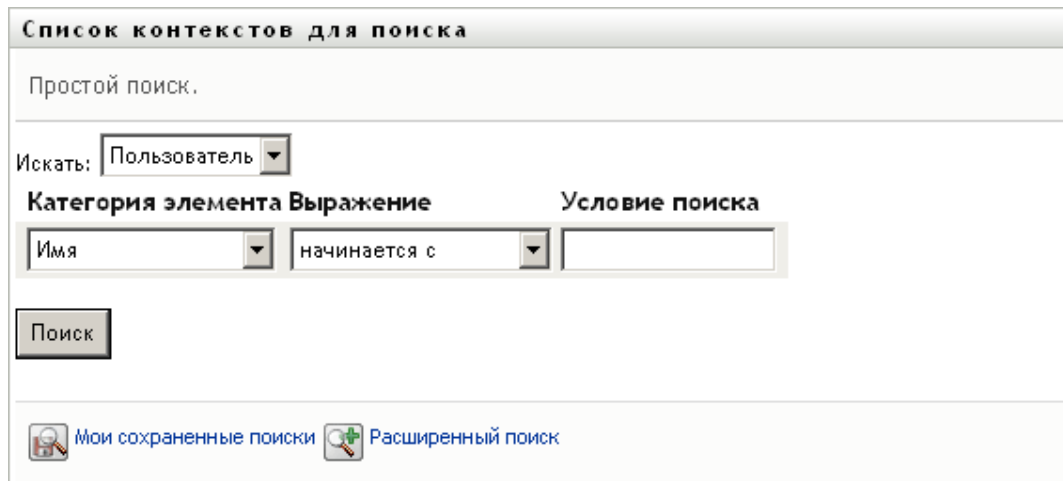 Список контекстов для поиска
Простой поиск.
Искать: Пользователь
Категория элемента Выражение Условие поиска
Имя начинается с
Поиск
Мои сохраненные поиски Расширенный поиск